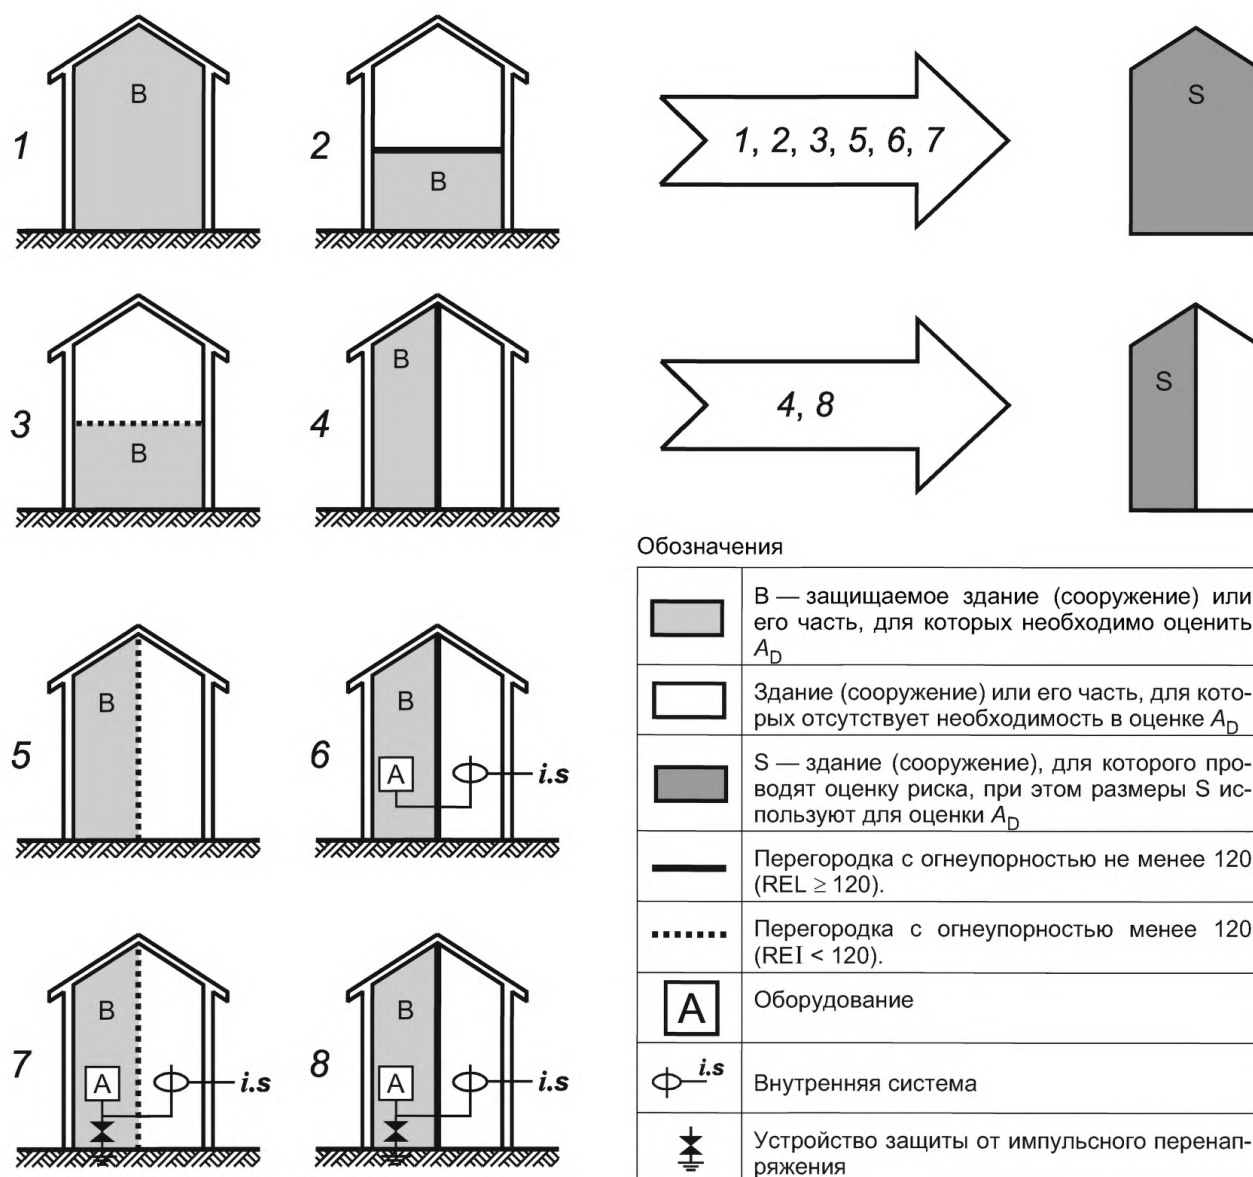 B
1
B
2
1, 2, 3, 5, 6, 7
S
B
3
B
4
4, 8
S
Обозначения
B — защищаемое здание (сооружение) или
его часть, для которых необходимо оценить
AD
Здание (сооружение) или его часть, для кото-
рых отсутствует необходимость в оценке AD
S — здание (сооружение), для которого про-
водят оценку риска, при этом размеры S ис-
пользуют для оценки AD
Перегородка с огнеупорностью не менее 120
(REL ≥ 120).
Перегородка с огнеупорностью менее 120
(REI < 120).
A
Оборудование
i.s
Внутренняя система
Устройство защиты от импульсного перенап-
ряжения
B
5
B
6
A
i.s
B
7
A
i.s
B
8
A
i.s